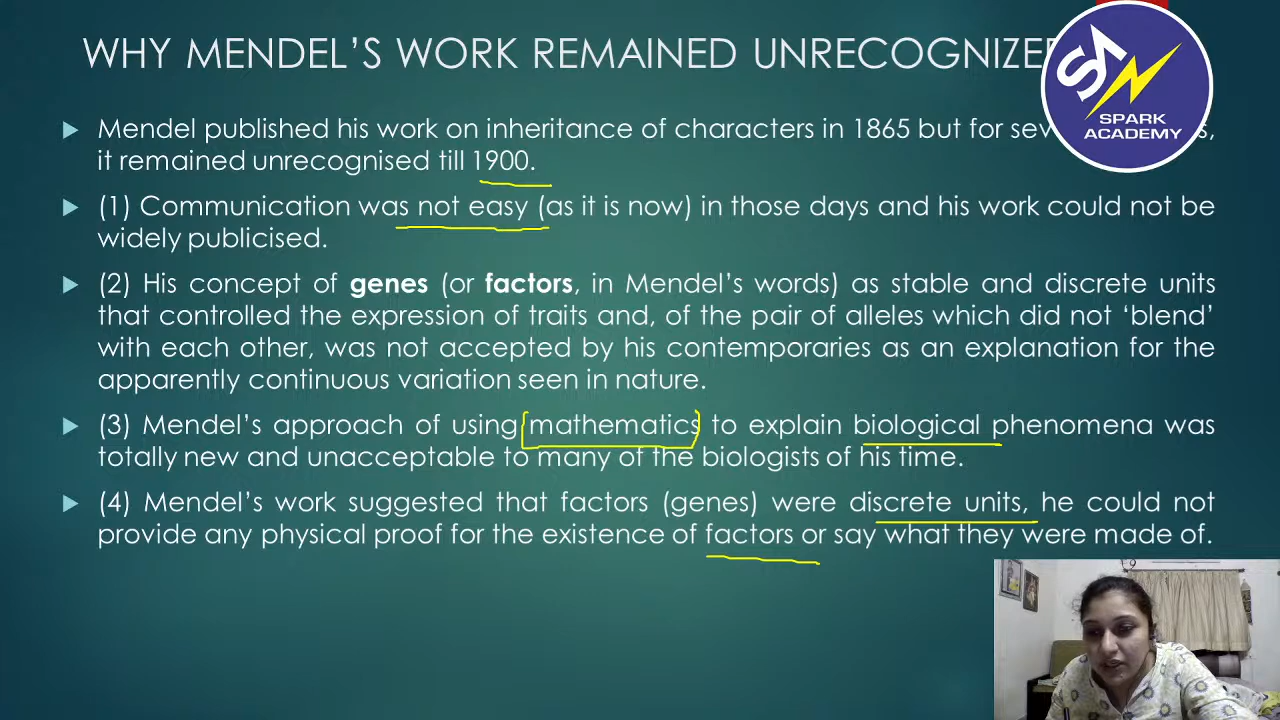 WHY MENDEL'S WORK REMAINED UNRECOGNIZE
Mendel published his work on inheritance of characters in 1865 but for
it remained unrecognised till 1900.
(1) Communication was not easy (as it is now) in those days and his work could not be
widely publicised.
(2) His concept of genes (or factors, in Mendel's words) as stable and discrete units
that controlled the expression of traits and, of the pair of alleles which did not ‘blend’
with each other, was not accepted by his contemporaries as an explanation for the
apparently continuous variation seen in nature.
(3) Mendel's approach of using mathematics to explain biological phenomena was
totally new and unacceptable to many of the biologists of his time.
(4) Mendel's work suggested that factors (genes) were discrete units, he could not
provide any physical proof for the existence of factors or say what they were made of.
SPARK
ACADEMY